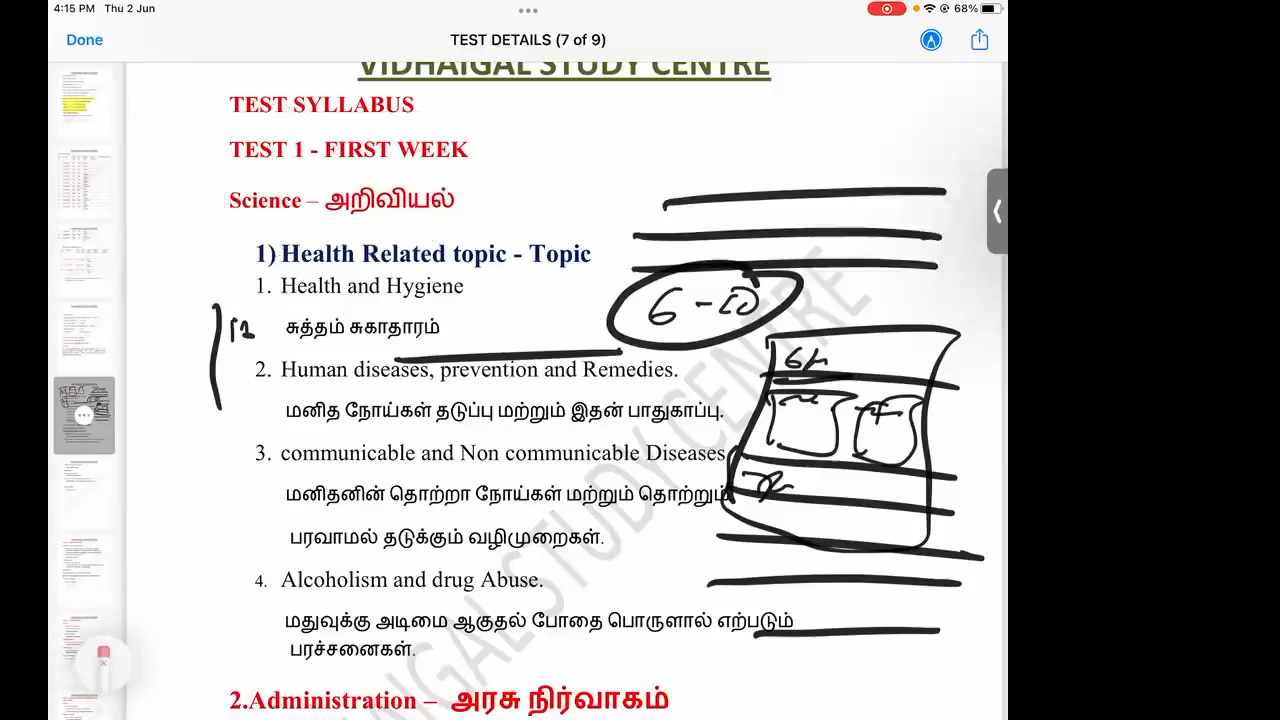 4:15 PM Thu 2 Jun
68%
Done
TEST DETAILS (7 of 9)
VIDHAIGAL STUDY CENTRE
TEST SYLLABUS
TEST 1 - FIRST WEEK
Science – அறிவியல்
1) Health Related topic - Topic
1. Health and Hygiene
6 - 10
12 சுத்தம் சுகாதாரம்
2. Human diseases, prevention and Remedies.
மனித நோய்கள் தடுப்பு மற்றும் இதன் பாதுகாப்பு.
3. communicable and Non communicable Diseases
மனிதனின் தொற்றா நோய்கள் மற்றும் தொற்றும்
பரவாமல் தடுக்கும் வழிமுறைகள்.
4. Alcoholism and drug Abuse.
மதுவுக்கு அடிமை ஆகுதல் போதை பொருளால் எற்படும்
பரச்சனைகள்.
2.Administration – அரசு நிர்வாகம்